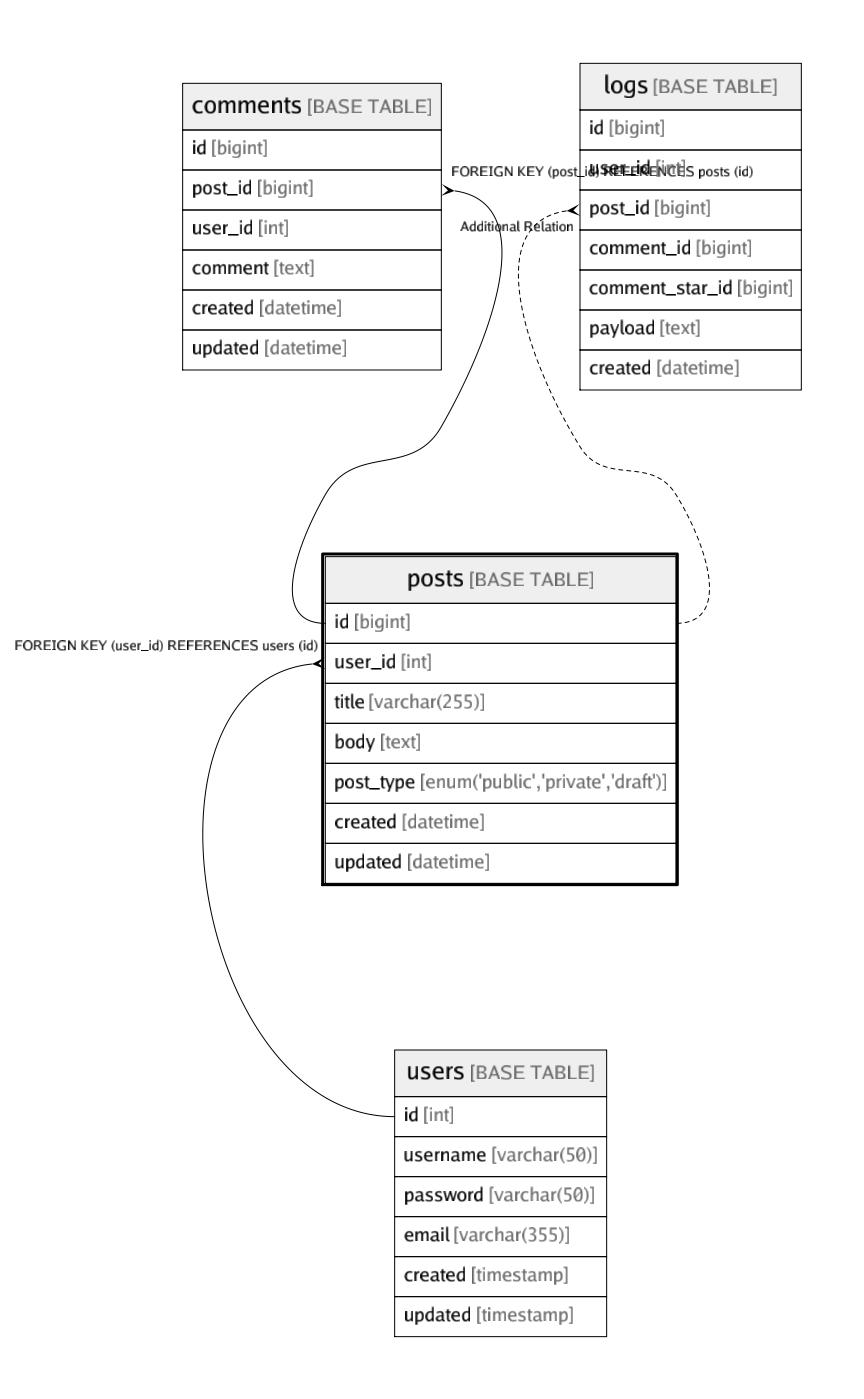 comments [BASE TABLE]
id [bigint]
post_id [bigint]
user_id [int]
comment [text]
created [datetime]
updated [datetime]
logs [BASE TABLE]
id [bigint]
user_id [int]
post_id [bigint]
comment_id [bigint]
comment_star_id [bigint]
payload [text]
created [datetime]
FOREIGN KEY (post_id) REFERENCES posts (id)
Additional Relation
posts [BASE TABLE]
id [bigint]
user_id [int]
title [varchar(255)]
body [text]
post_type [enum('public','private','draft')]
created [datetime]
updated [datetime]
FOREIGN KEY (user_id) REFERENCES users (id)
users [BASE TABLE]
id [int]
username [varchar(50)]
password [varchar(50)]
email [varchar(355)]
created [timestamp]
updated [timestamp]